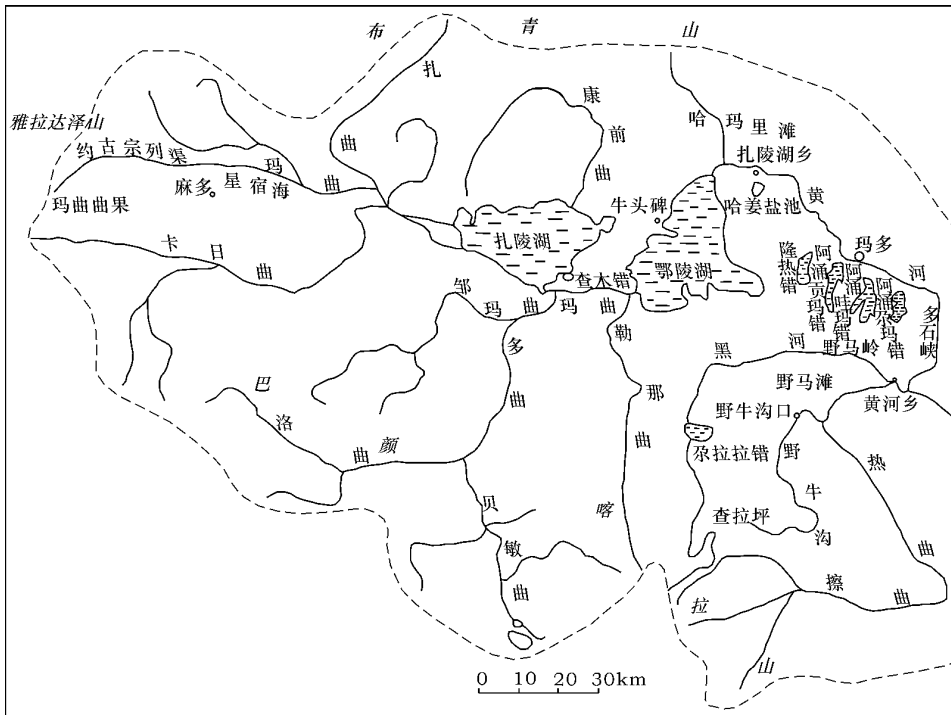 布青山
雅拉达泽山
扎曲
康前曲
哈玛里滩
扎陵湖乡
约古宗列渠
玛曲
麻多
星宿海
玛曲曲果
卡日曲
扎陵湖
牛头碑
鄂陵湖
哈姜盐池
黄河
玛多
查木错
隆热错
阿涌贡玛错
阿涌哇玛错
阿涌尕玛错
多石峡
邹玛曲
玛曲
多曲
勒那曲
黑河
野马岭
野马滩
黄河乡
野牛沟口
尕拉拉错
野牛沟
热曲
查拉坪
巴颜喀拉山
洛曲
贝敏曲
擦曲
0 10 20 30km